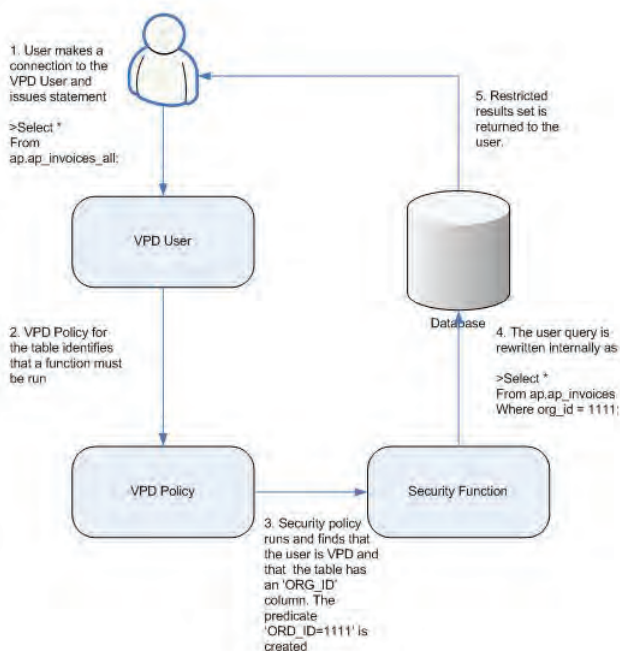 1. User makes a
connection to the
VPD User and
issues statement
>Select *
From
ap.ap_invoices_all;
VPD User
2. VPD Policy for
the table identifies
that a function must
be run
VPD Policy
3. Security policy
runs and finds that
the user is VPD and
that the table has
an 'ORG_ID'
column. The
predicate
'ORD_ID=1111' is
created
Security Function
4. The user query is
rewritten internally as
>Select *
From ap.ap_invoices
Where org_id = 1111;
Database
5. Restricted
results set is
returned to the
user.